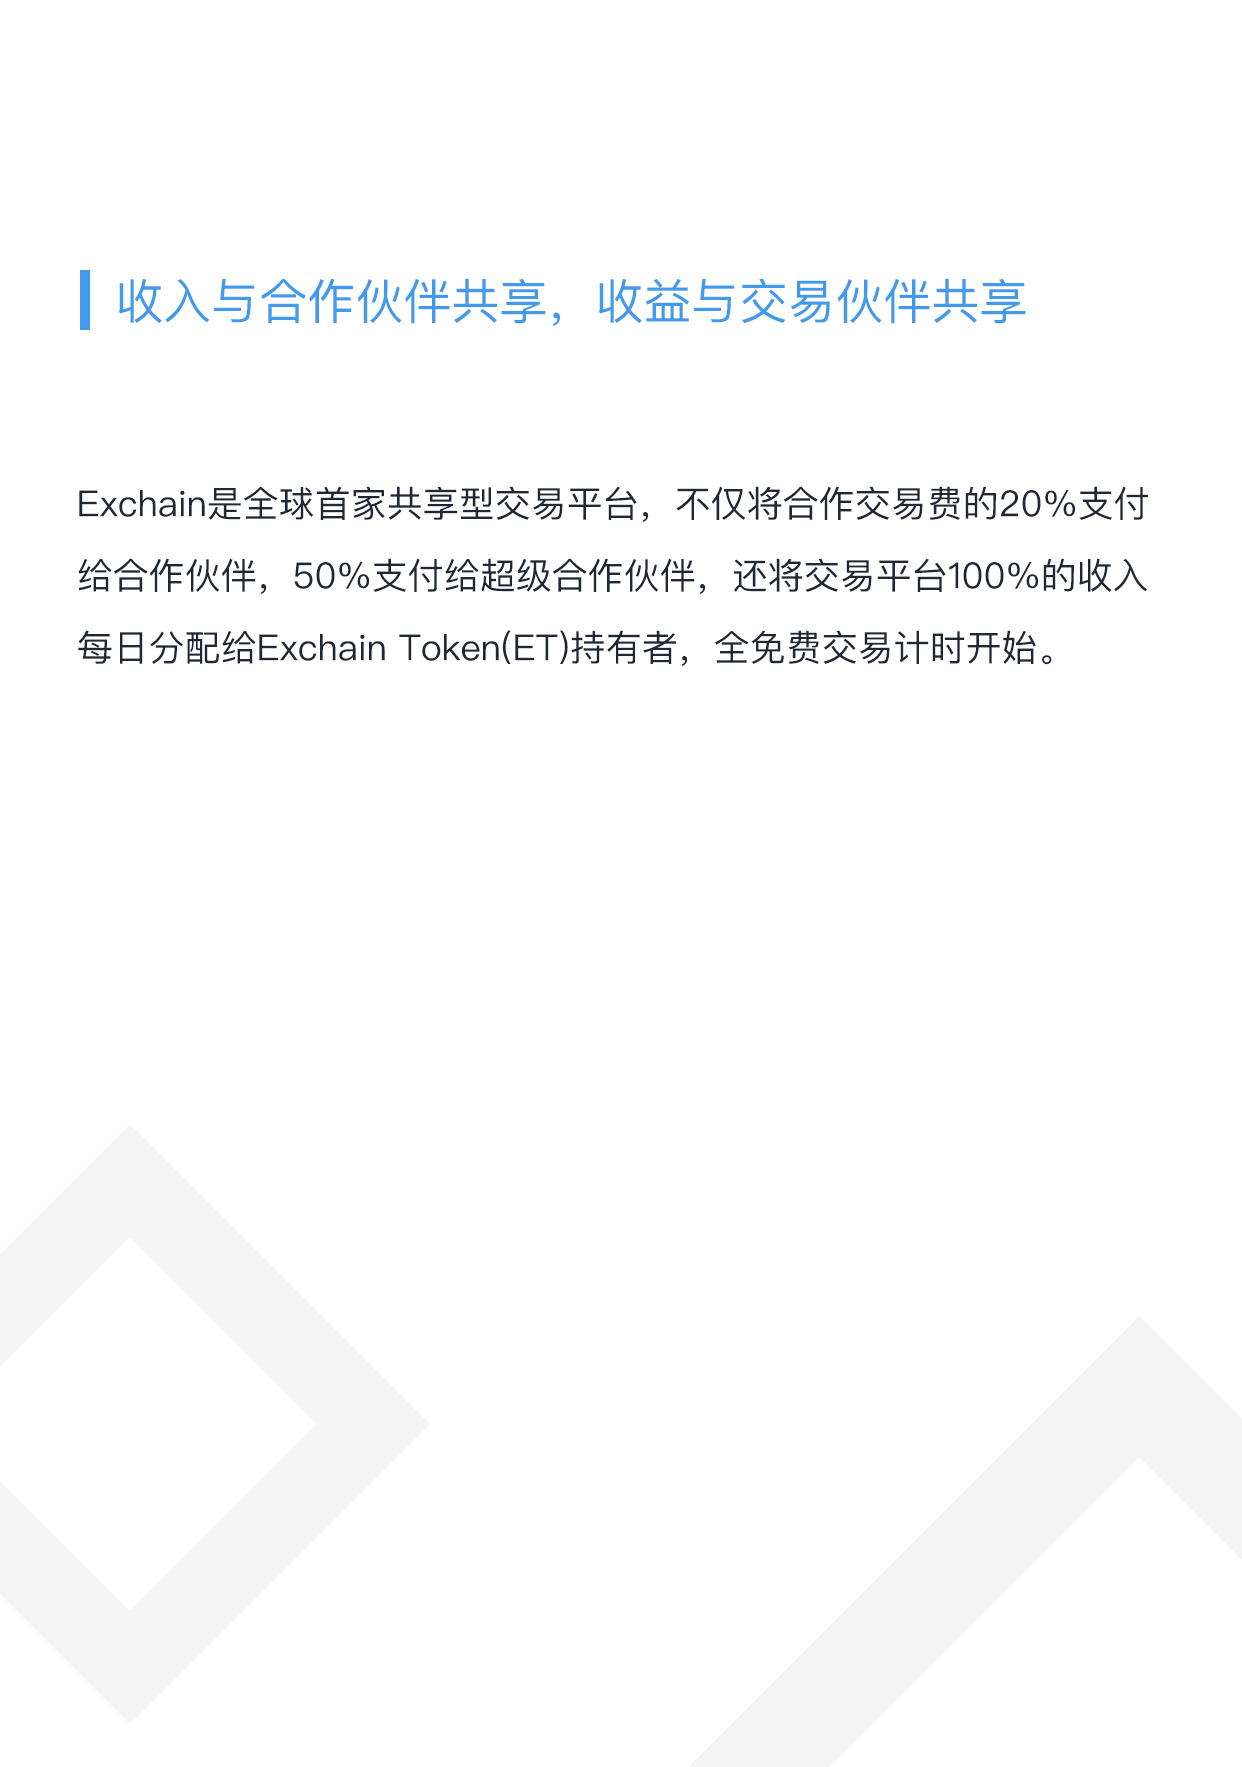 收入与合作伙伴共享，收益与交易伙伴共享
Exchain是全球首家共享型交易平台，不仅将合作交易费的20%支付
给合作伙伴，50%支付给超级合作伙伴，还将交易平台100%的收入
每日分配给Exchain Token(ET)持有者，全免费交易计时开始。